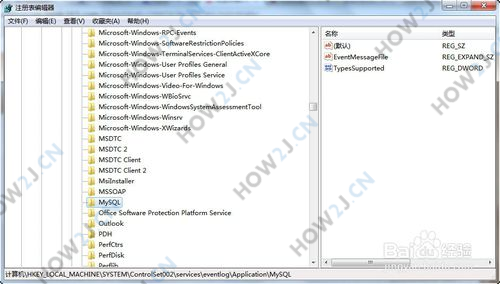 注册表编辑器
文件(F) 编辑(E) 查看(V) 收藏夹(A) 帮助(H)
Microsoft-Windows-RPC-Events
Microsoft-Windows-SoftwareRestrictionPolicies
Microsoft-Windows-TerminalServices-ClientActiveXCore
Microsoft-Windows-User Profiles General
Microsoft-Windows-User Profiles Service
Microsoft-Windows-Video-For-Windows
Microsoft-Windows-WBioSrvc
Microsoft-Windows-WindowsSystemAssessmentTool
Microsoft-Windows-Winsrv
Microsoft-Windows-XWizards
MSDTC
MSDTC 2
MSDTC Client
MSDTC Client 2
MsiInstaller
MSSOAP
MySQL
Office Software Protection Platform Service
Outlook
PDH
PerfCtrs
PerfDisk
Perflib
名称 类型
(默认) REG_SZ
EventMessageFile REG_EXPAND_SZ
TypesSupported REG_DWORD
计算机\HKEY_LOCAL_MACHINE\SYSTEM\ControlSet002\services\eventlog\Application\MySQL
HOW2J.CN
HOW2J.CN
HOW2J.CN
HOW2J.CN
HOW2J.CN
Baidu 经验